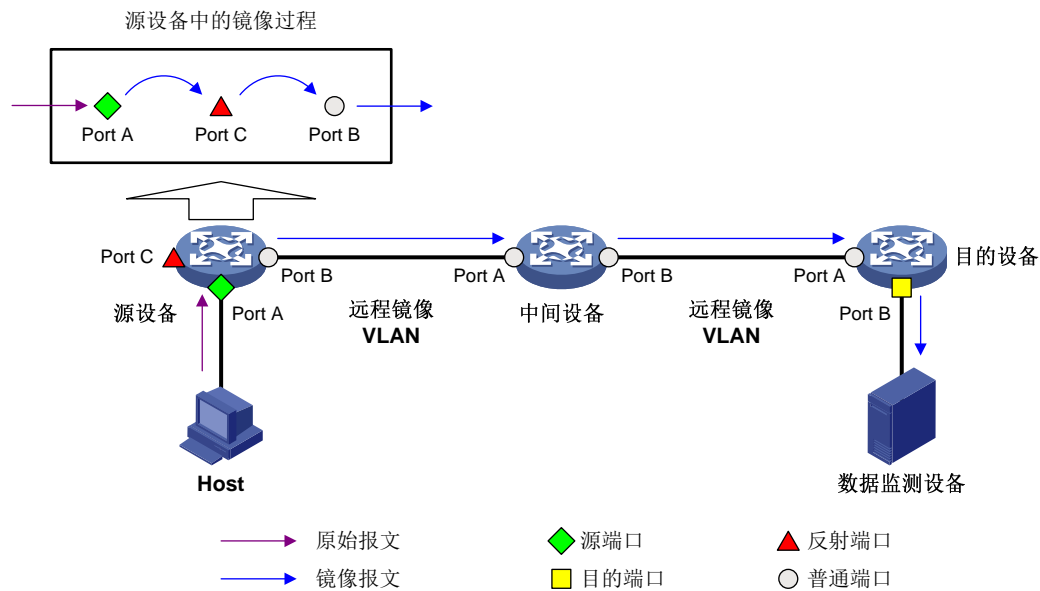 源设备中的镜像过程
Port A
Port C
Port B
Port C
Port B
Port A
Port B
Port A
目的设备
源设备
Port A
远程镜像
VLAN
中间设备
远程镜像
VLAN
Port B
Host
数据监测设备
原始报文
源端口
反射端口
镜像报文
目的端口
普通端口